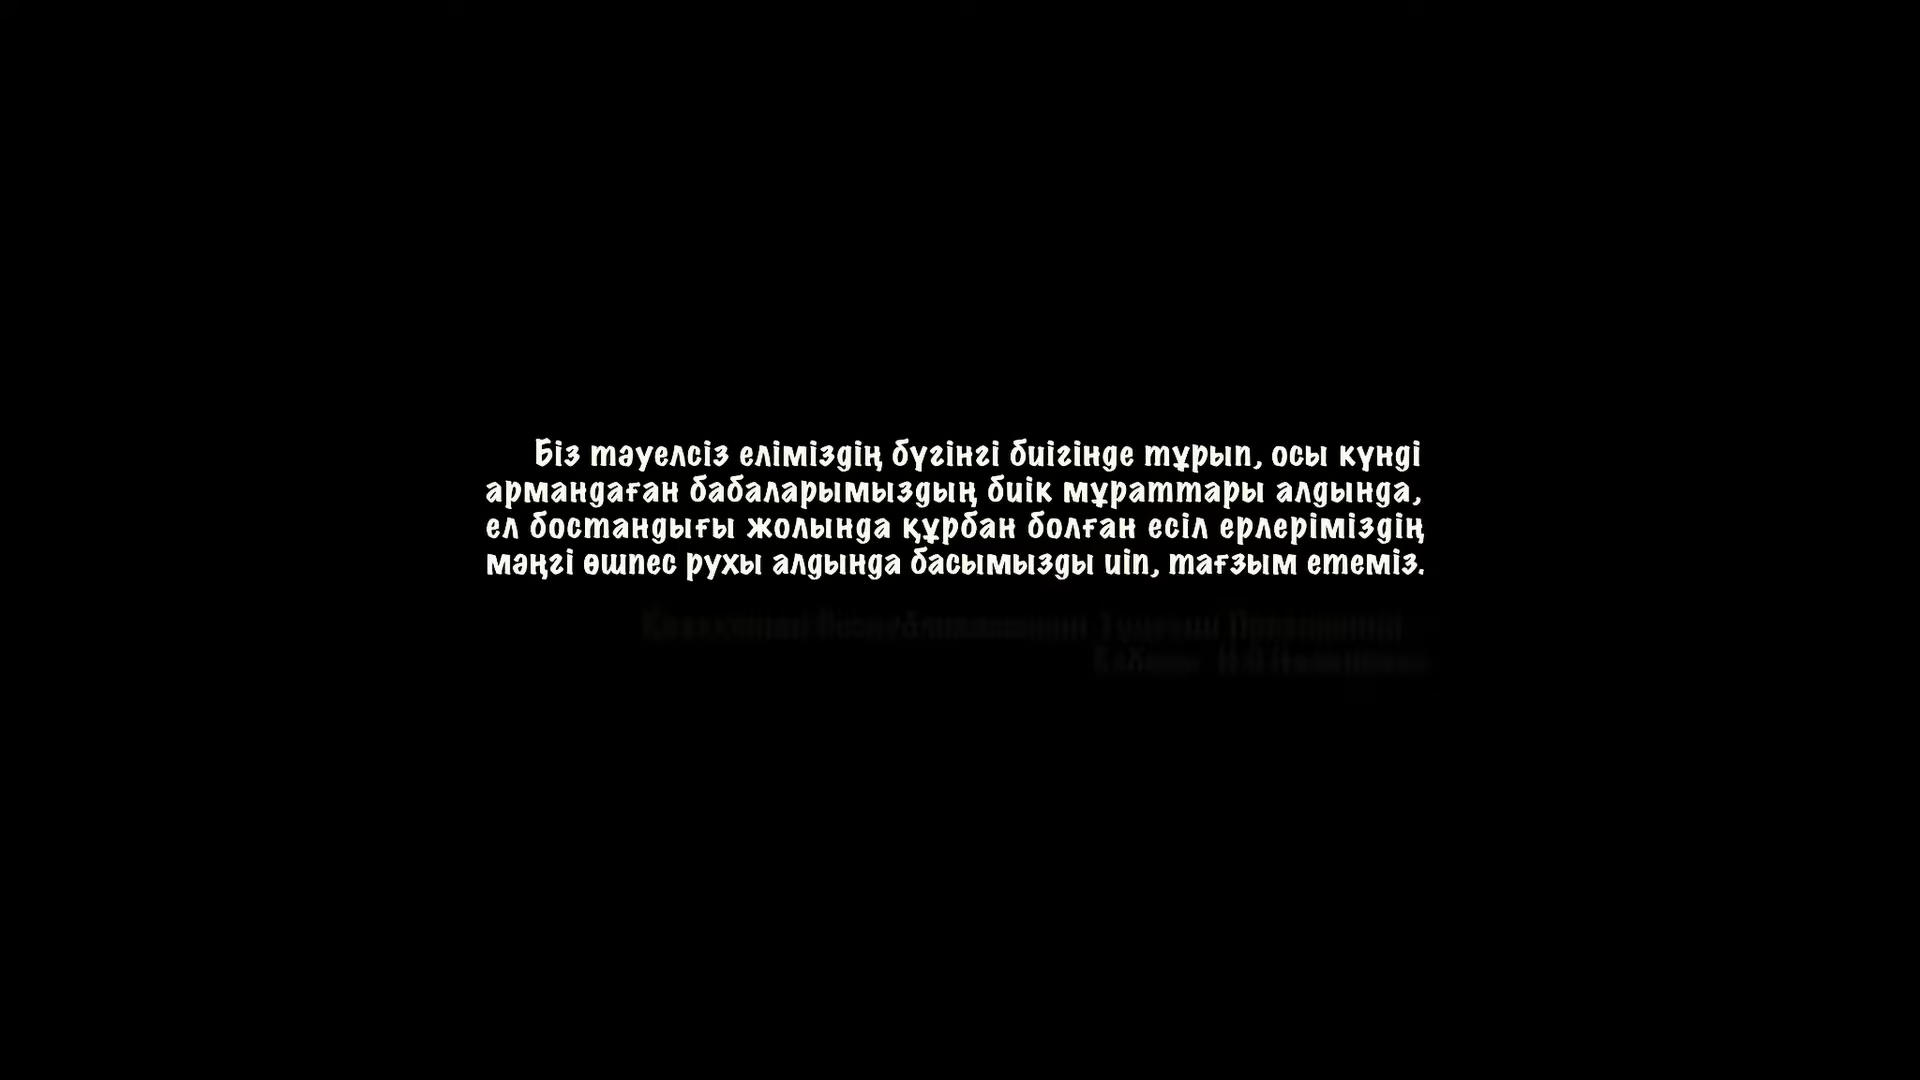 Біз тәуелсіз еліміздің бүгінгі биігінде тұрып, осы күнді
армандаған бабаларымыздың биік мұраттары алдында,
ел бостандығы жолында құрбан болған есіл ерлеріміздің
мәңгі өшпес рухы алдында басымызды иіп, тағзым етеміз.